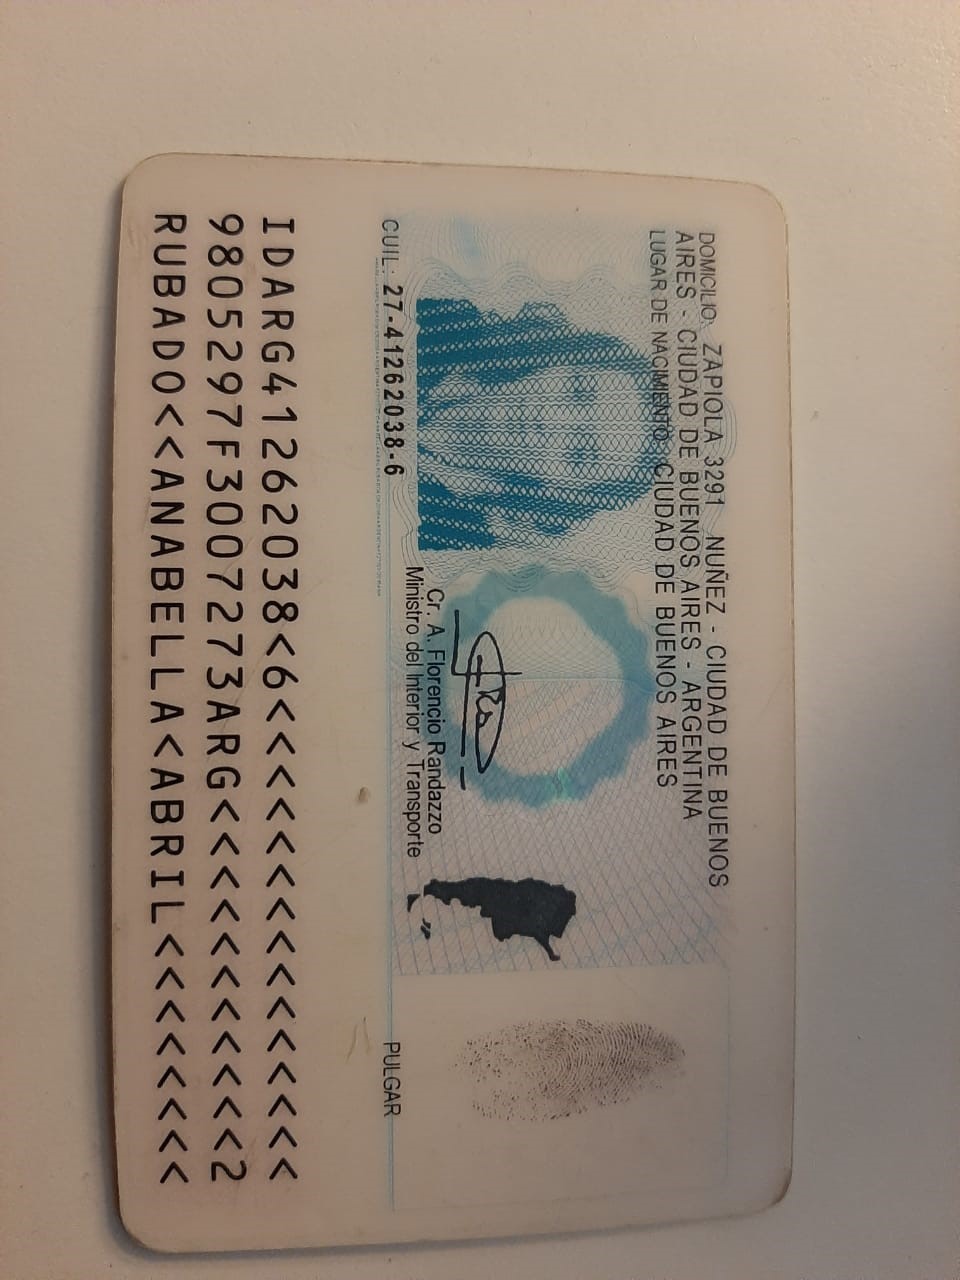 DOMICILIO: ZAPIOLA 3291 NUÑEZ - CIUDAD DE BUENOS
AIRES - CIUDAD DE BUENOS AIRES - ARGENTINA
LUGAR DE NACIMIENTO: CIUDAD DE BUENOS AIRES
Cr. A. Florencio Randazzo
Ministro del Interior y Transporte
CUIL: 27-41262038-6
PULGAR
IDARG41262038<6<<<<<<<<<<<<<<<
9805297F3007273ARG<<<<<<<<<<<2
RUBADO<<ANABELLA<ABRIL<<<<<<<<